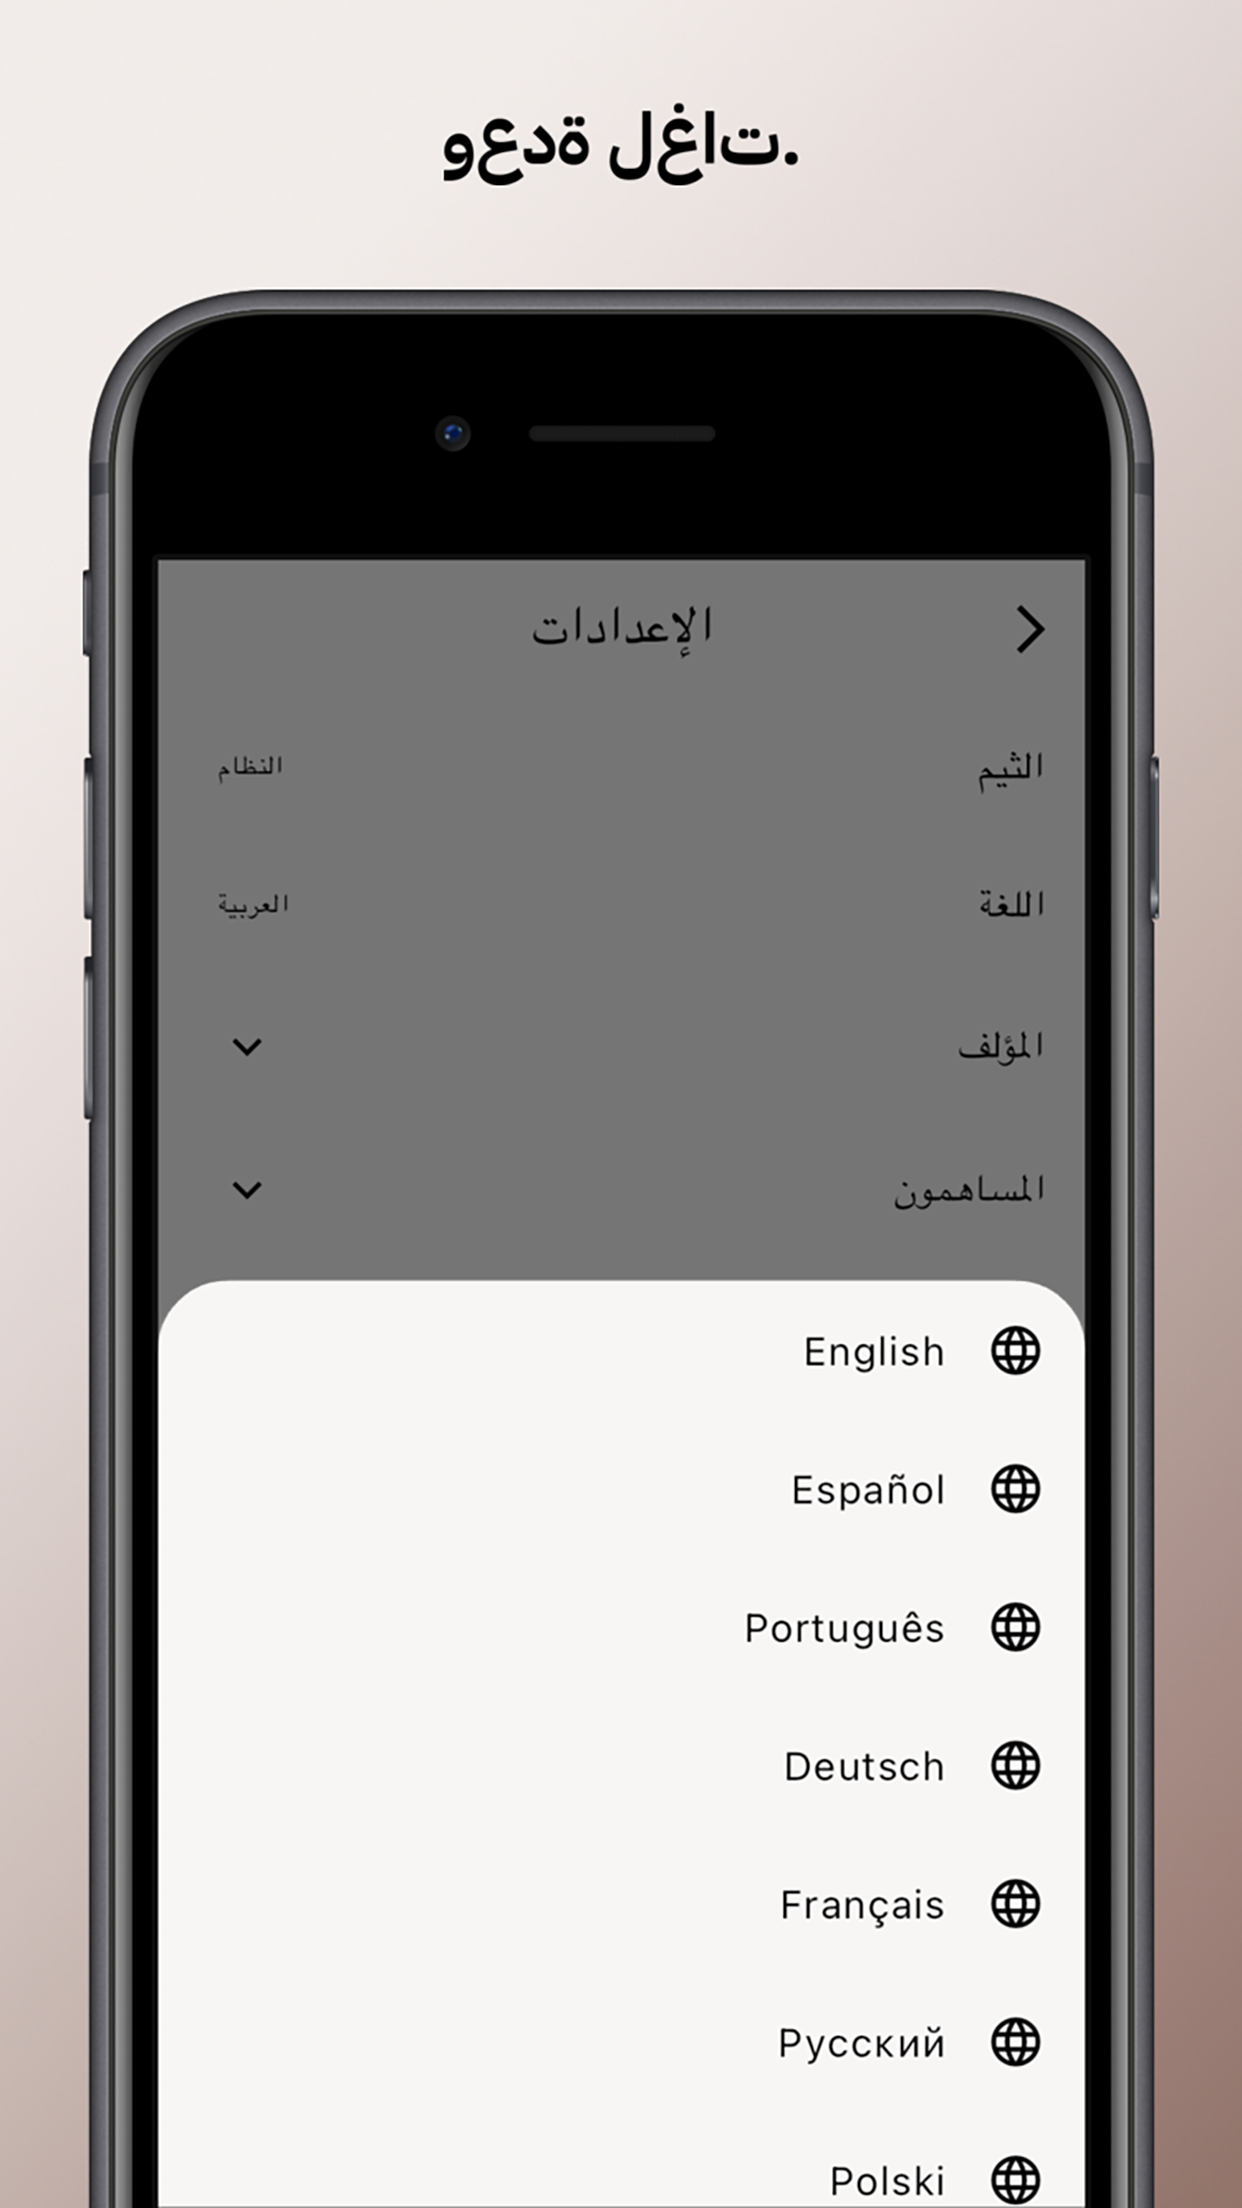 وعدة لغات.
الإعدادات
الثيم النظام
اللغة العربية
المؤلف
المساهمون
English
Español
Português
Deutsch
Français
Русский
Polski